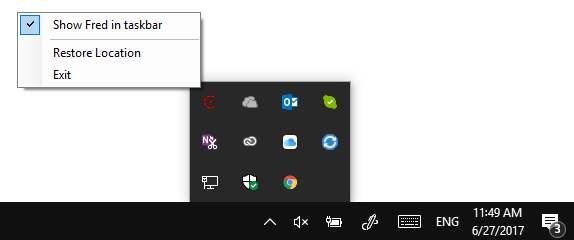 Show Fred in taskbar
Restore Location
Exit
ENG
11:49 AM
6/27/2017
3